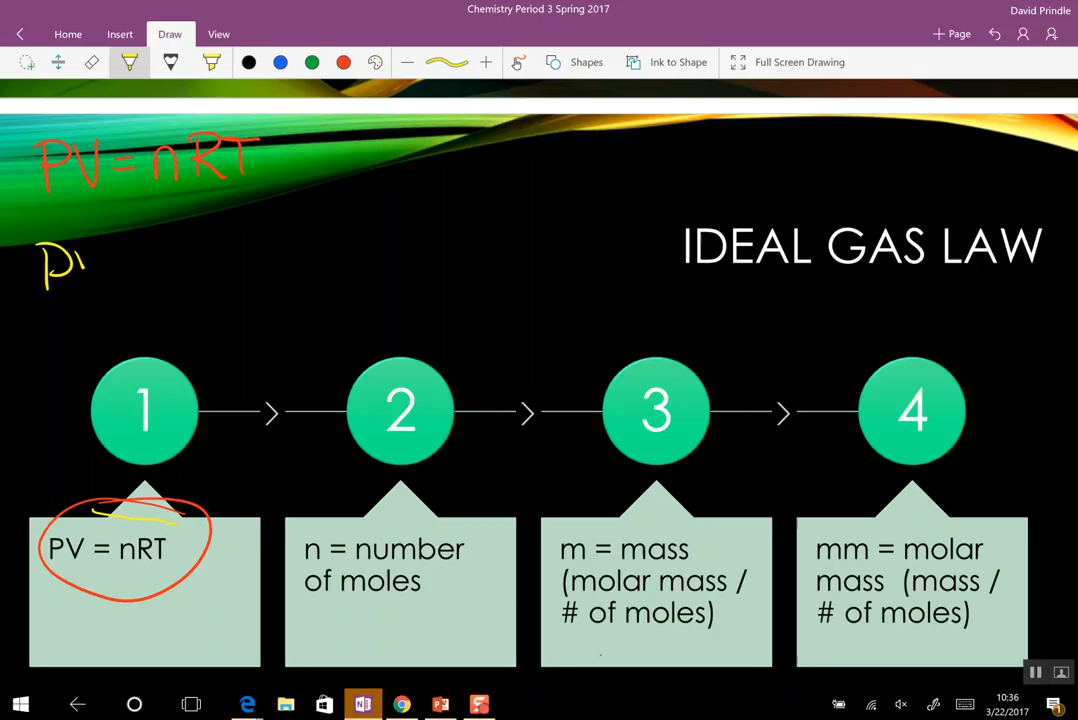 Chemistry Period 3 Spring 2017
David Prindle
Home Insert Draw View
Page
Shapes Ink to Shape Full Screen Drawing
PV = nRT
IDEAL GAS LAW
1 2 3 4
PV = nRT
n = number
of moles
m = mass
(molar mass /
# of moles)
mm = molar
mass (mass /
# of moles)
10:36
3/22/2017